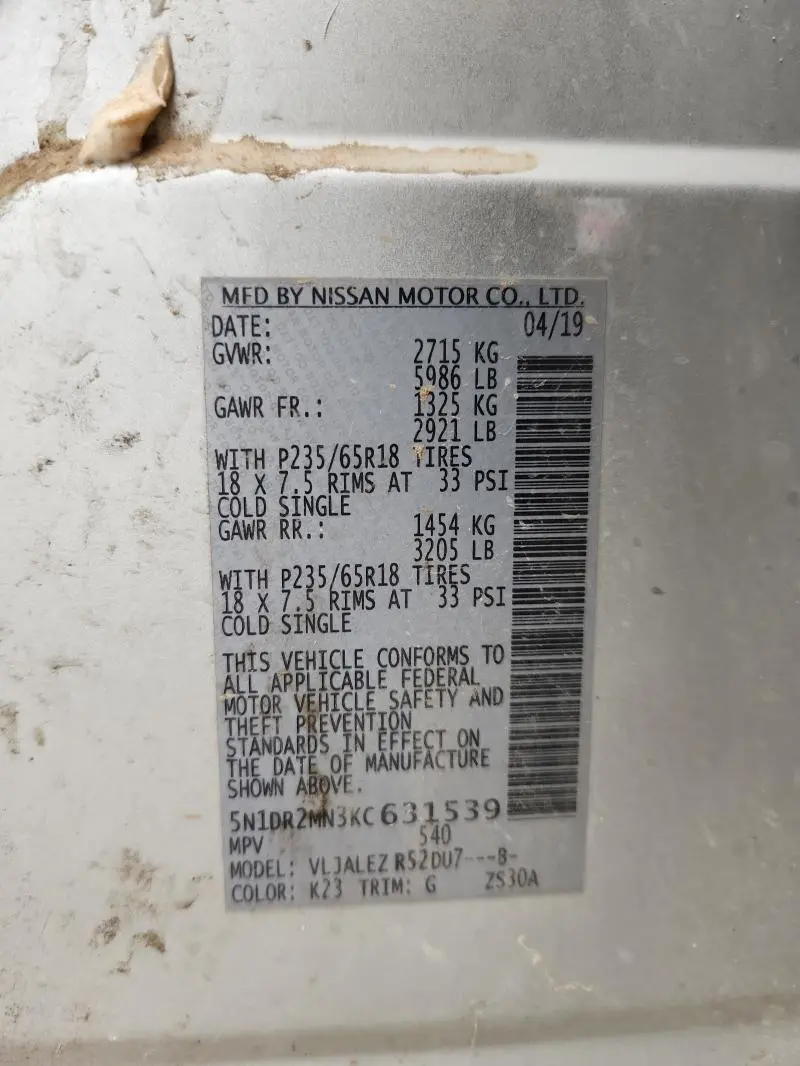 MFD BY NISSAN MOTOR CO., LTD.
DATE: 04/19
GVWR: 2715 KG
5986 LB
GAWR FR.: 1325 KG
2921 LB
WITH P235/65R18 TIRES
18 X 7.5 RIMS AT 33 PSI
COLD SINGLE
GAWR RR.: 1454 KG
3205 LB
WITH P235/65R18 TIRES
18 X 7.5 RIMS AT 33 PSI
COLD SINGLE
THIS VEHICLE CONFORMS TO
ALL APPLICABLE FEDERAL
MOTOR VEHICLE SAFETY AND
THEFT PREVENTION
STANDARDS IN EFFECT ON
THE DATE OF MANUFACTURE
SHOWN ABOVE.
5N1DR2MN3KC631539
MPV 540
MODEL: VLJALEZ R52DU7---B-
COLOR: K23 TRIM: G ZS30A